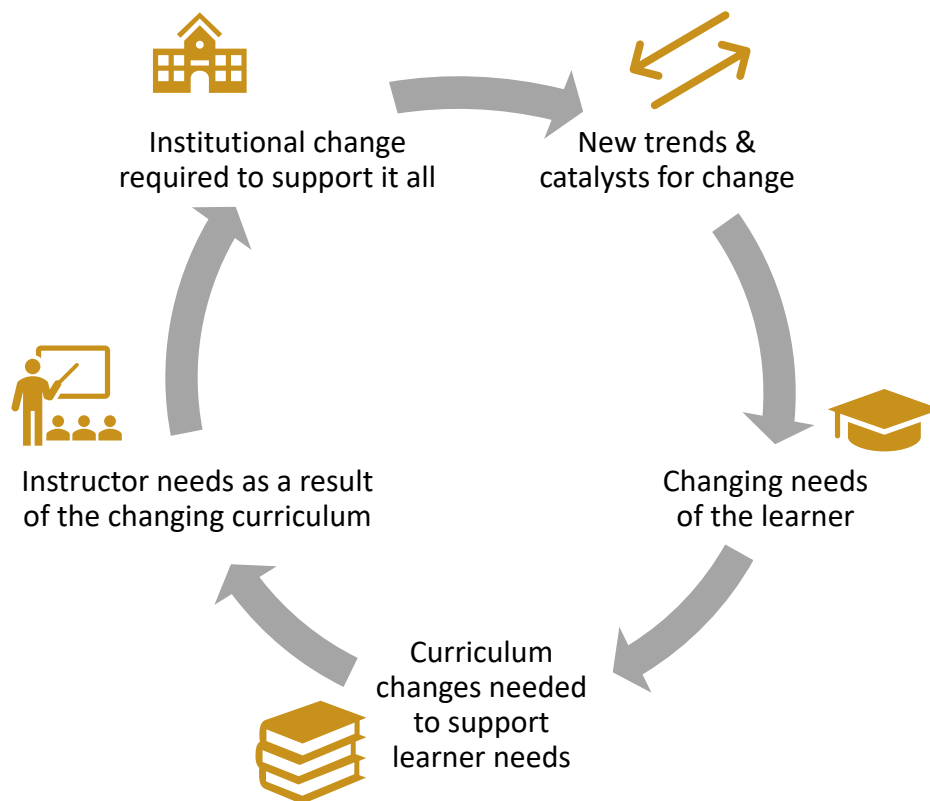 Institutional change
required to support it all
New trends &
catalysts for change
Changing needs
of the learner
Curriculum
changes needed
to support
learner needs
Instructor needs as a result
of the changing curriculum